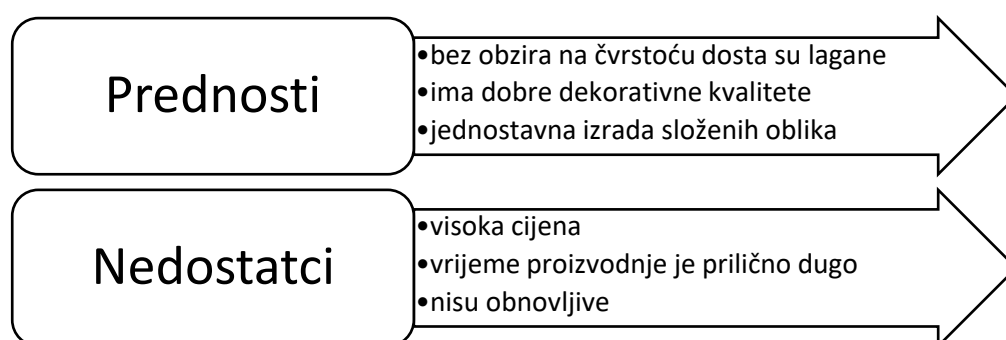 Prednosti
•bez obzira na čvrstoću dosta su lagane
•ima dobre dekorativne kvalitete
•jednostavna izrada složenih oblika
Nedostatci
•visoka cijena
•vrijeme proizvodnje je prilično dugo
•nisu obnovljive